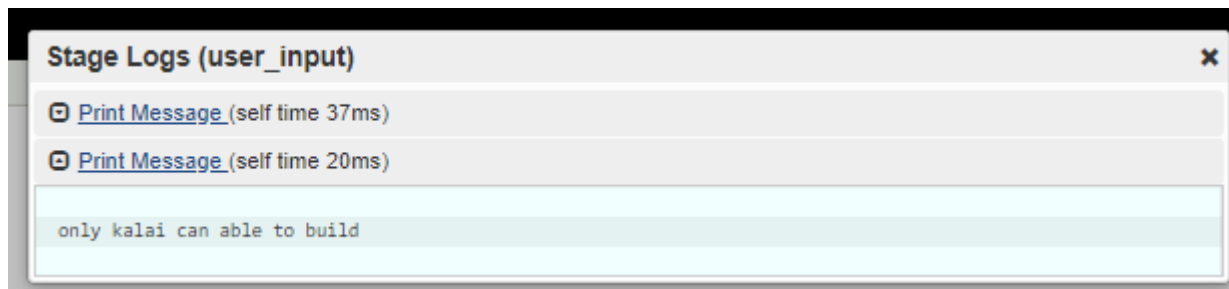 Stage Logs (user_input)
Print Message (self time 37ms)
Print Message (self time 20ms)
only kalai can able to build